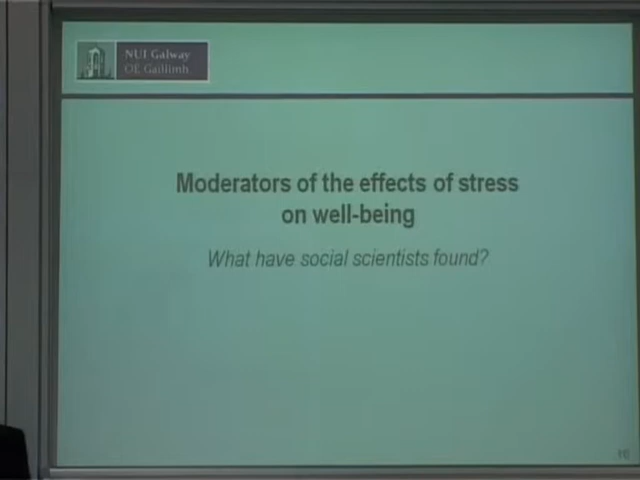 NUI Galway
OÉ Gaillimh
Moderators of the effects of stress
on well-being
What have social scientists found?